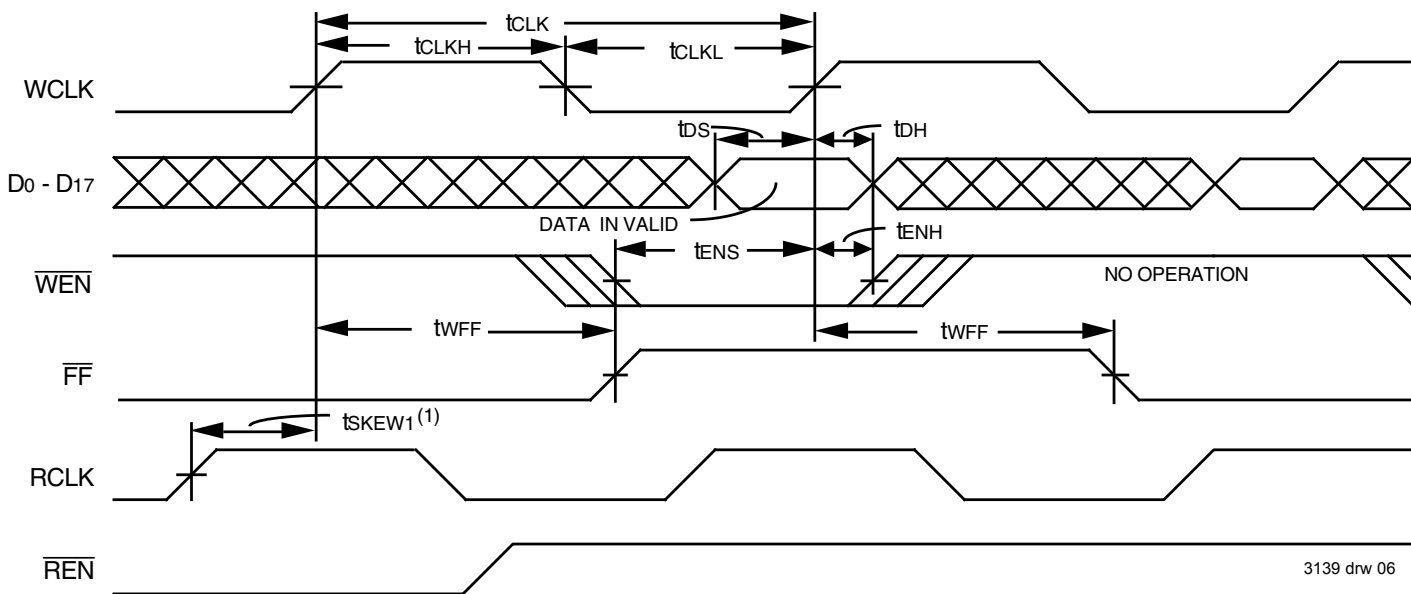 tCLK
tCLKH
tCLKL
WCLK
tDS
tDH
D0 - D17
DATA IN VALID
tENS
tENH
WEN
NO OPERATION
tWFF
tWFF
FF
tSKEW1(1)
RCLK
REN
3139 drw 06